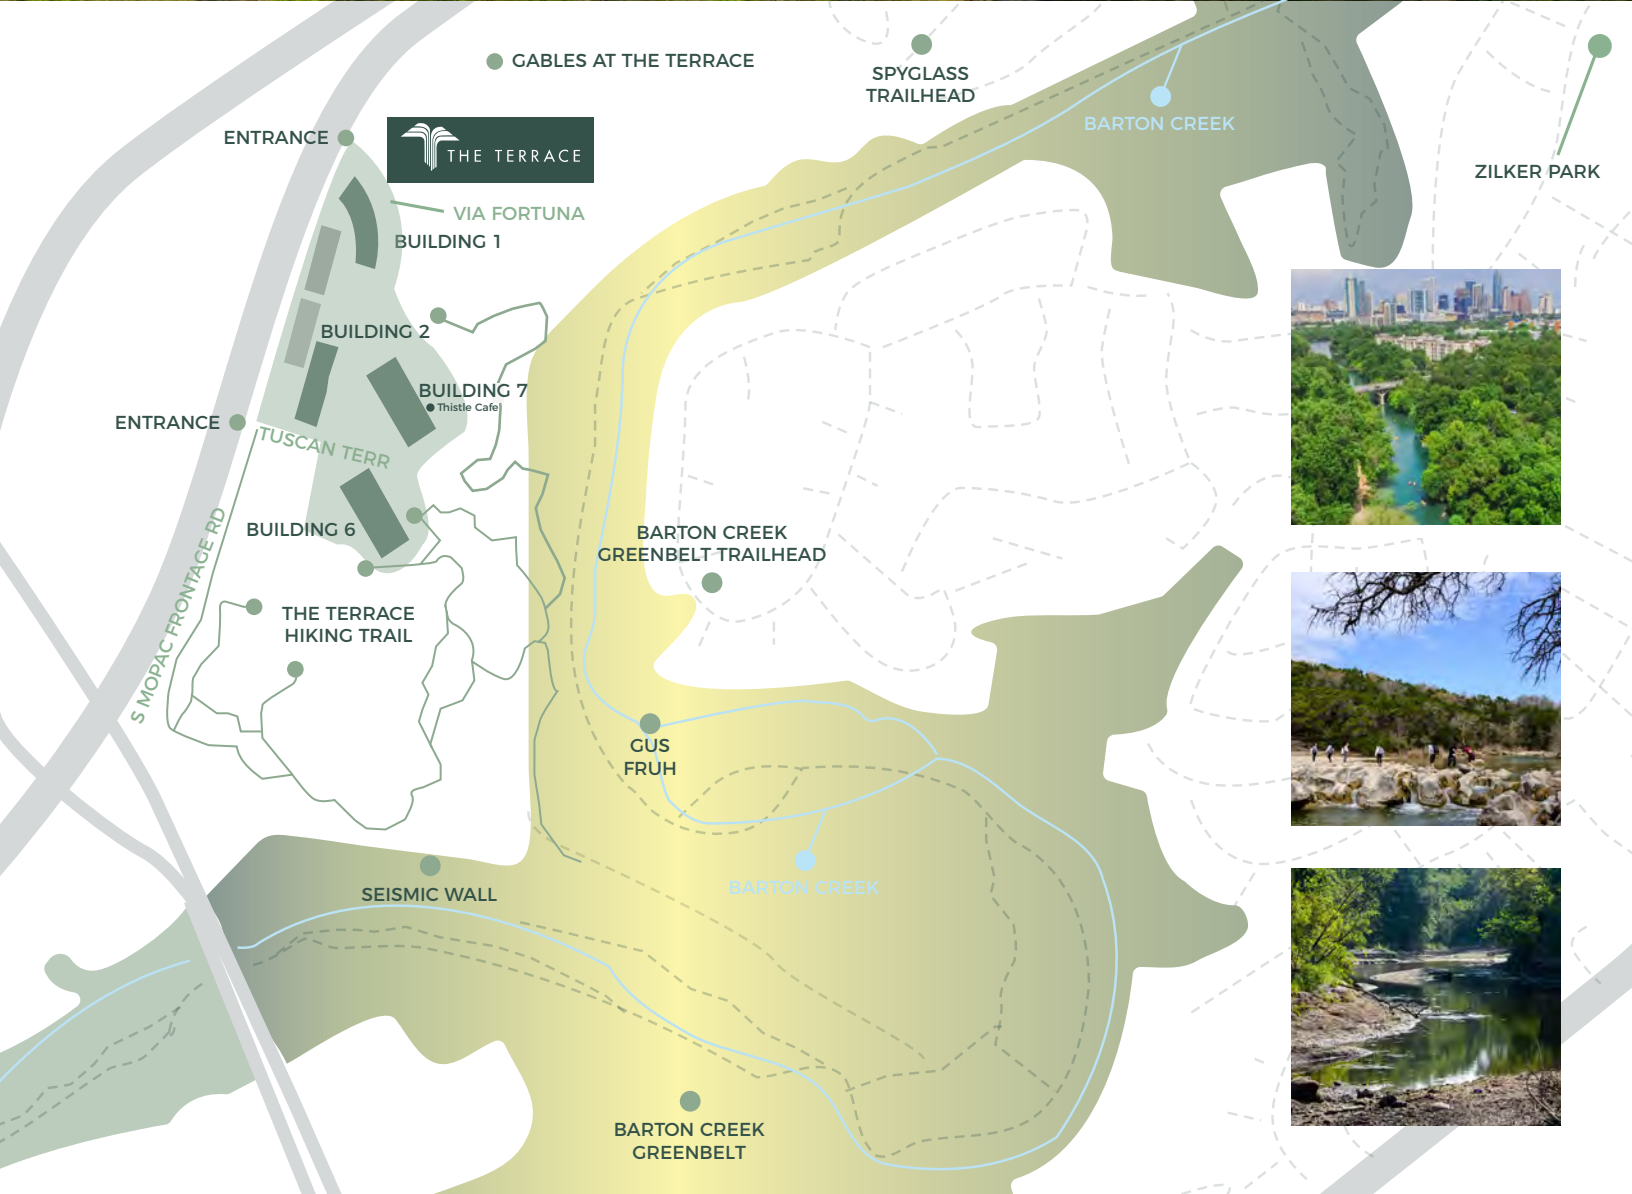 GABLES AT THE TERRACE
SPYGLASS
TRAILHEAD
BARTON CREEK
ENTRANCE
THE TERRACE
ZILKER PARK
VIA FORTUNA
BUILDING 1
BUILDING 2
BUILDING 7
Thistle Cafe
ENTRANCE
TUSCAN TERR
BUILDING 6
BARTON CREEK
GREENBELT TRAILHEAD
S MOPAC FRONTAGE RD
THE TERRACE
HIKING TRAIL
GUS
FRUH
SEISMIC WALL
BARTON CREEK
BARTON CREEK
GREENBELT